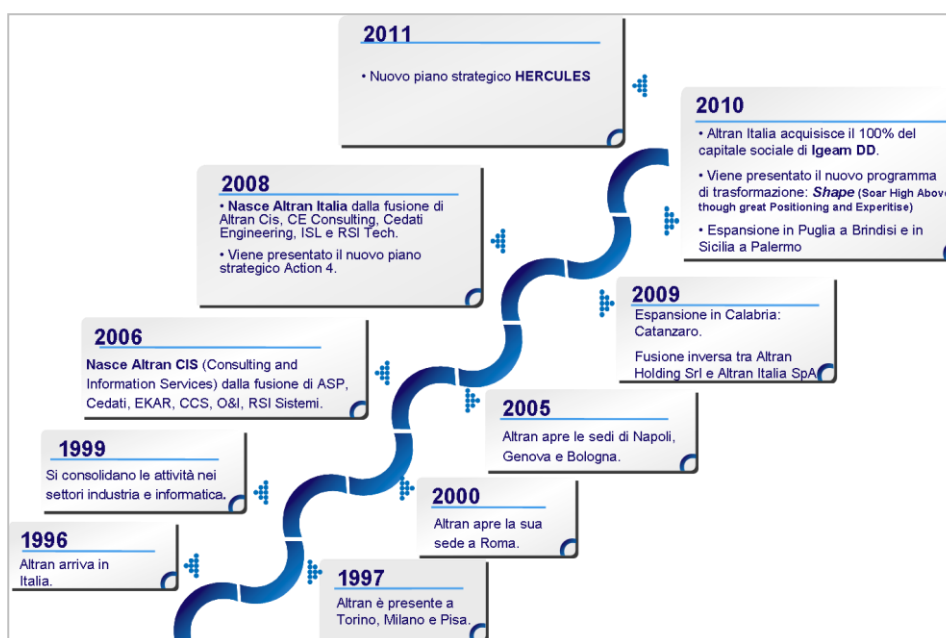 2011
• Nuovo piano strategico HERCULES
2010
• Altran Italia acquisisce il 100% del
capitale sociale di Igeam DD.
• Viene presentato il nuovo programma
di trasformazione: Shape (Soar High Above
though great Positioning and Experitise)
• Espansione in Puglia a Brindisi e in
Sicilia a Palermo
2008
• Nasce Altran Italia dalla fusione di
Altran Cis, CE Consulting, Cedati
Engineering, ISL e RSI Tech.
• Viene presentato il nuovo piano
strategico Action 4.
2009
Espansione in Calabria:
Catanzaro.
Fusione inversa tra Altran
Holding Srl e Altran Italia SpA
2006
Nasce Altran CIS (Consulting and
Information Services) dalla fusione di ASP,
Cedati, EKAR, CCS, O&I, RSI Sistemi.
2005
Altran apre le sedi di Napoli,
Genova e Bologna.
1999
Si consolidano le attività nei
settori industria e informatica.
2000
Altran apre la sua
sede a Roma.
1996
Altran arriva in
Italia.
1997
Altran è presente a
Torino, Milano e Pisa.